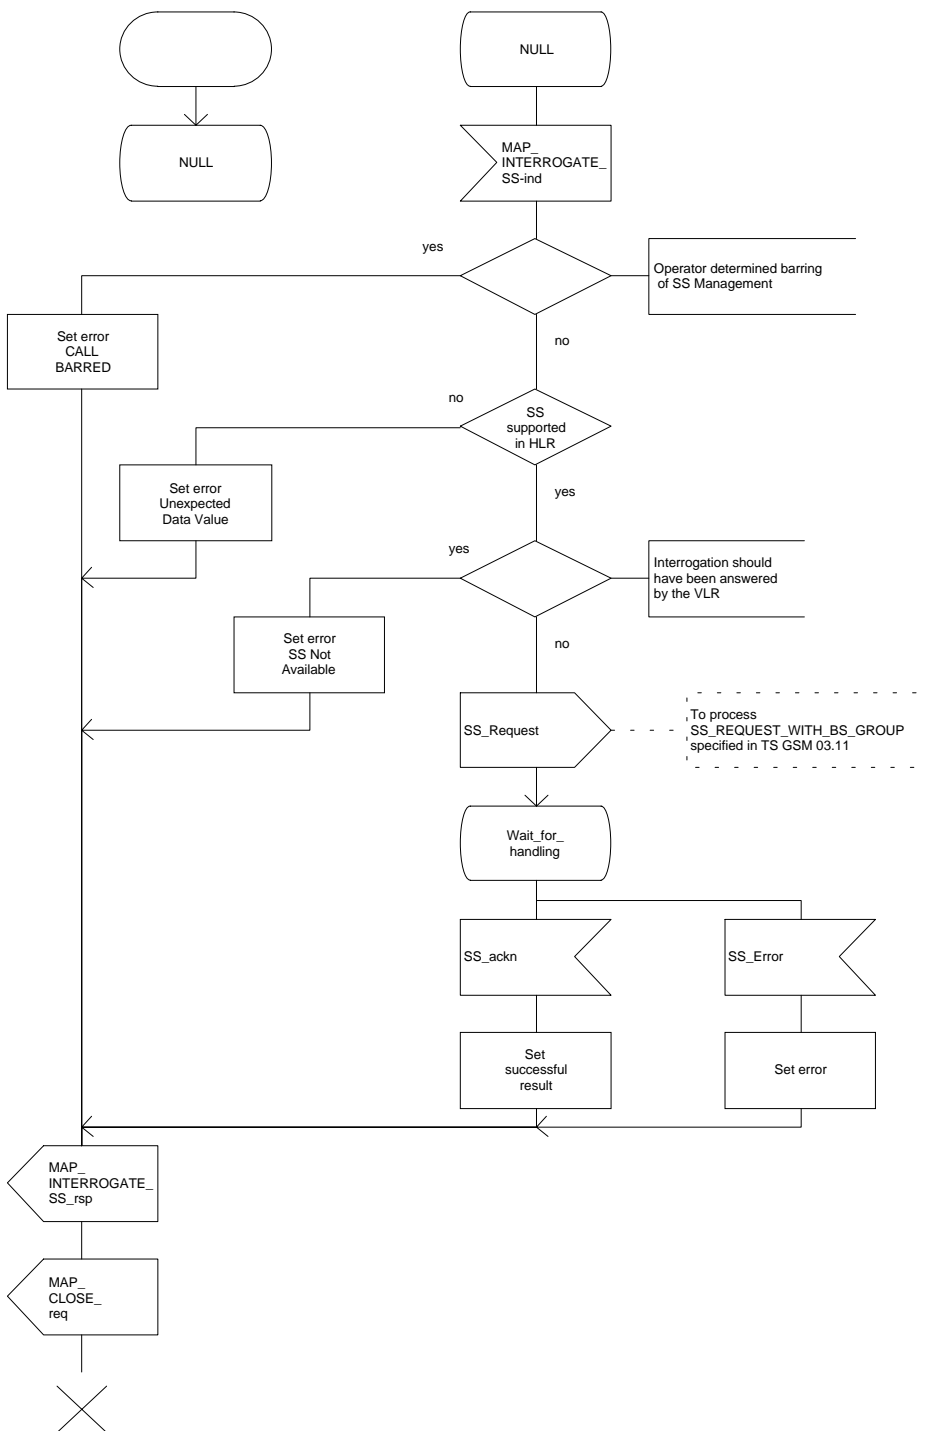 NULL
NULL
MAP_
INTERROGATE_
SS-ind
yes
Operator determined barring
of SS Management
Set error
CALL
BARRED
no
no
SS
supported
in HLR
Set error
Unexpected
Data Value
yes
yes
Interrogation should
have been answered
by the VLR
Set error
SS Not
Available
no
SS_Request
To process
SS_REQUEST_WITH_BS_GROUP
specified in TS GSM 03.11
Wait_for_
handling
SS_ackn
SS_Error
Set
successful
result
Set error
MAP_
INTERROGATE_
SS_rsp
MAP_
CLOSE_
req